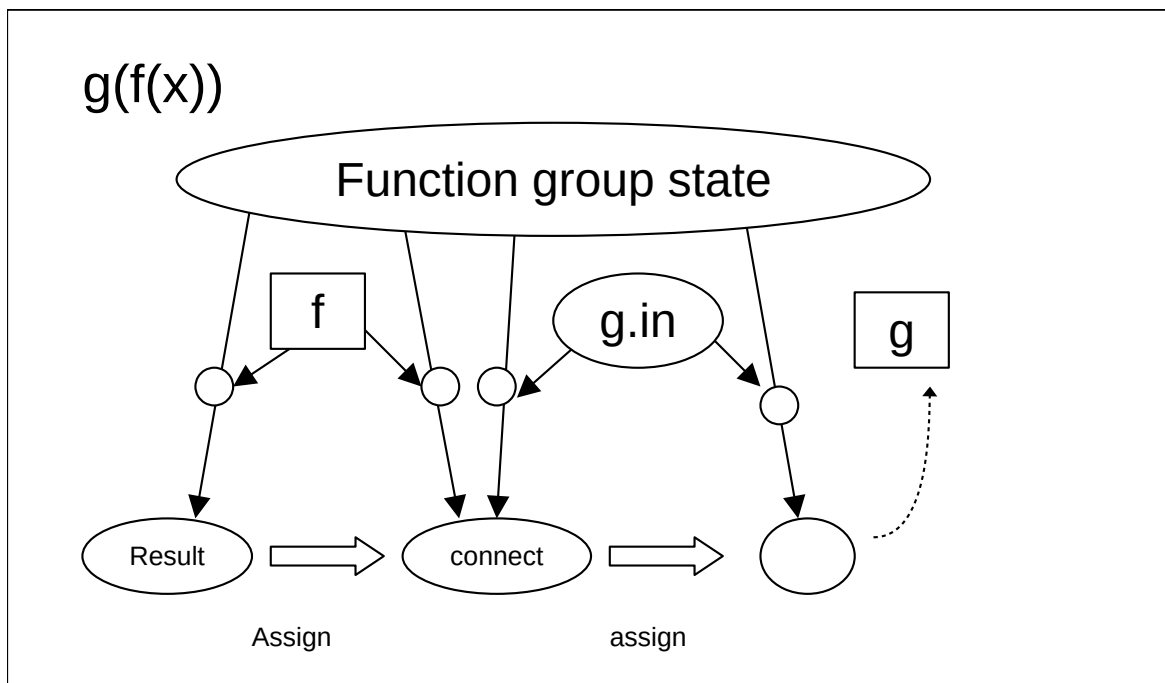 g(f(x))
Function group state
f
g.in
g
Result
connect
Assign
assign